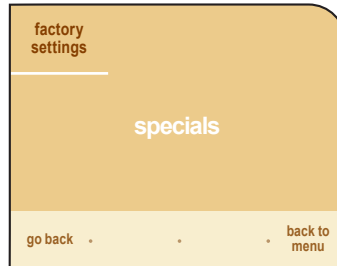 factory
settings
specials
go back
back to
menu